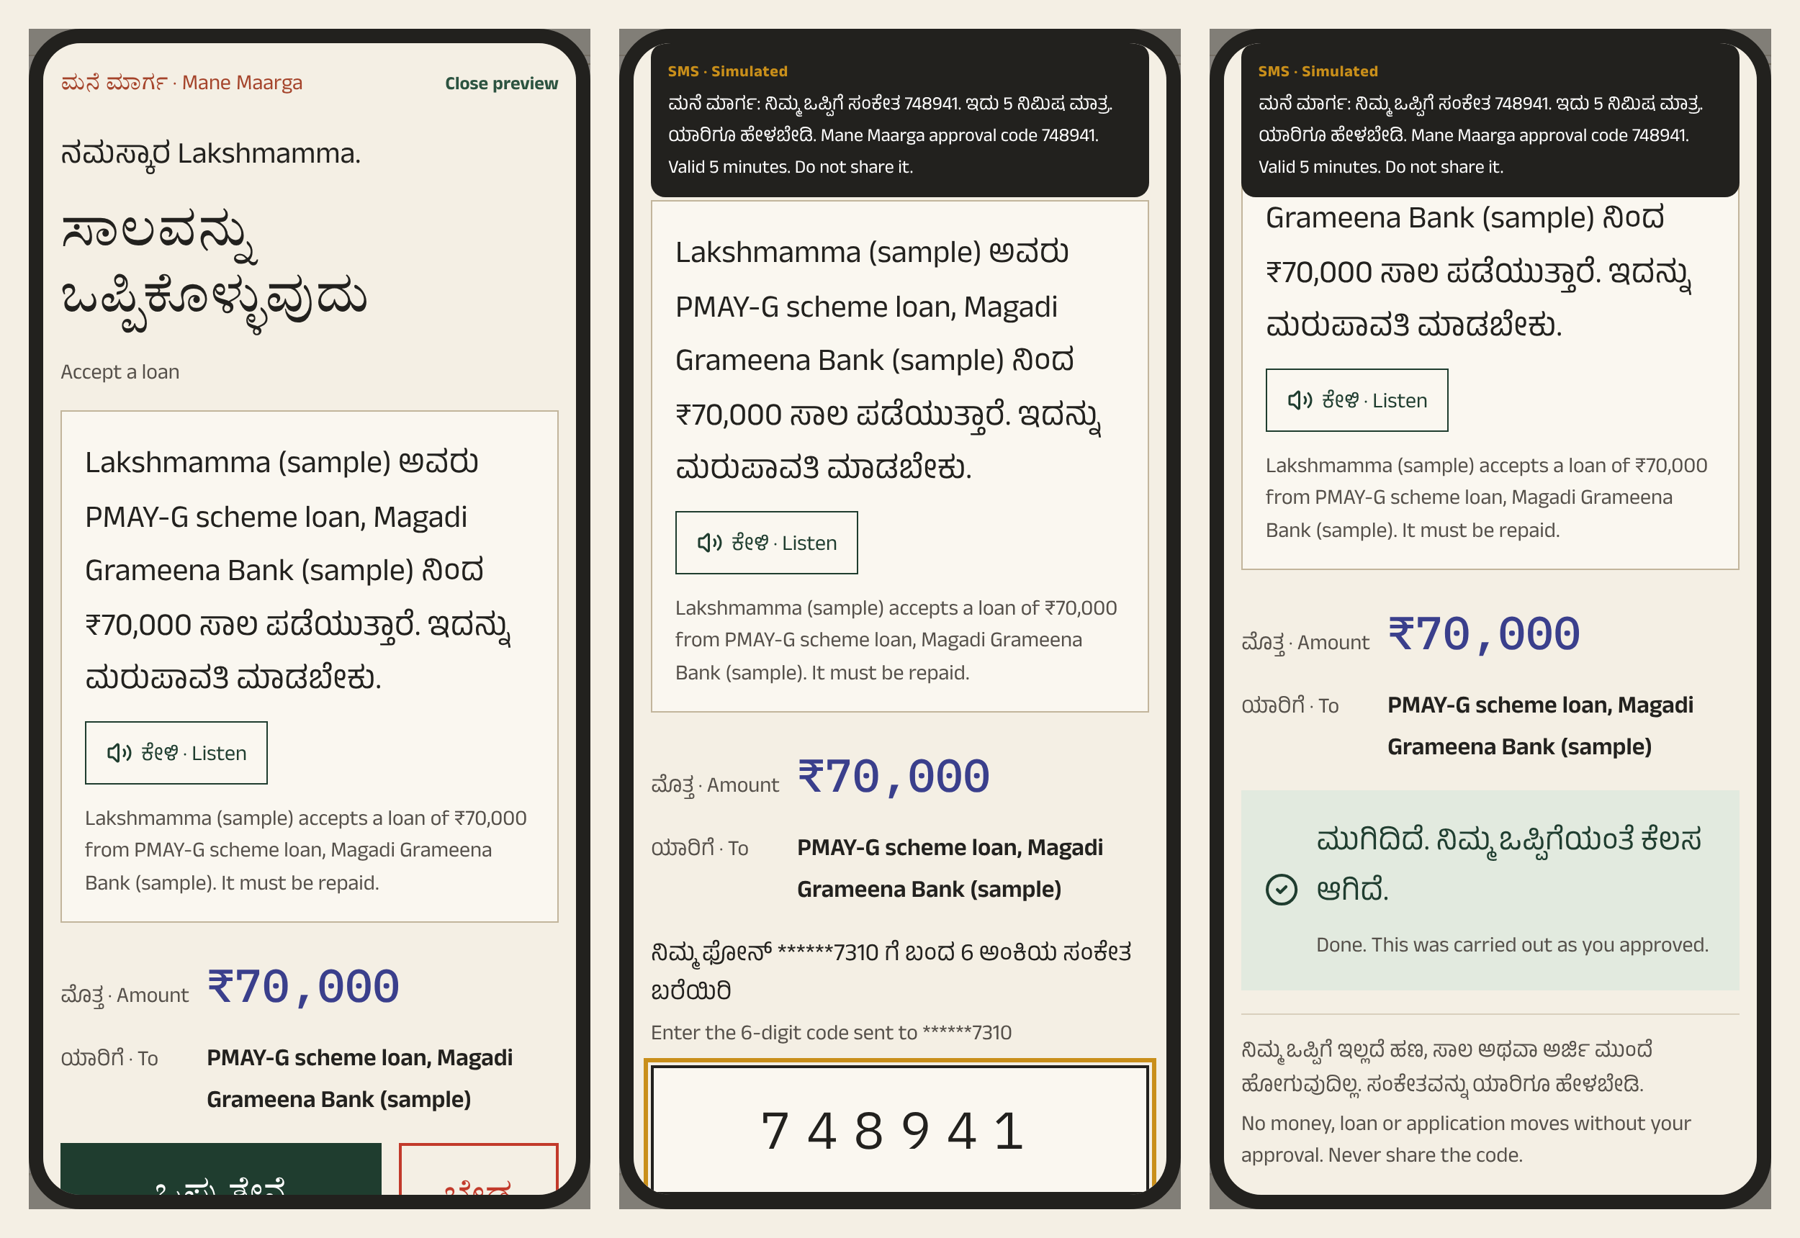 ಮನೆ ಮಾರ್ಗ · Mane Maarga
Close preview
ನಮಸ್ಕಾರ Lakshmamma.
ಸಾಲವನ್ನು
ಒಪ್ಪಿಕೊಳ್ಳುವುದು
Accept a loan
Lakshmamma (sample) ಅವರು
PMAY-G scheme loan, Magadi
Grameena Bank (sample) ನಿಂದ
₹70,000 ಸಾಲ ಪಡೆಯುತ್ತಾರೆ. ಇದನ್ನು
ಮರುಪಾವತಿ ಮಾಡಬೇಕು.
ಕೇಳಿ · Listen
Lakshmamma (sample) accepts a loan of ₹70,000
from PMAY-G scheme loan, Magadi Grameena
Bank (sample). It must be repaid.
ಮೊತ್ತ · Amount ₹70,000
ಯಾರಿಗೆ · To PMAY-G scheme loan, Magadi
Grameena Bank (sample)
SMS · Simulated
ಮನೆ ಮಾರ್ಗ: ನಿಮ್ಮ ಒಪ್ಪಿಗೆ ಸಂಕೇತ 748941. ಇದು 5 ನಿಮಿಷ ಮಾತ್ರ.
ಯಾರಿಗೂ ಹೇಳಬೇಡಿ. Mane Maarga approval code 748941.
Valid 5 minutes. Do not share it.
Lakshmamma (sample) ಅವರು
PMAY-G scheme loan, Magadi
Grameena Bank (sample) ನಿಂದ
₹70,000 ಸಾಲ ಪಡೆಯುತ್ತಾರೆ. ಇದನ್ನು
ಮರುಪಾವತಿ ಮಾಡಬೇಕು.
ಕೇಳಿ · Listen
Lakshmamma (sample) accepts a loan of ₹70,000
from PMAY-G scheme loan, Magadi Grameena
Bank (sample). It must be repaid.
ಮೊತ್ತ · Amount ₹70,000
ಯಾರಿಗೆ · To PMAY-G scheme loan, Magadi
Grameena Bank (sample)
ನಿಮ್ಮ ಫೋನ್ ******7310 ಗೆ ಬಂದ 6 ಅಂಕಿಯ ಸಂಕೇತ
ಬರೆಯಿರಿ
Enter the 6-digit code sent to ******7310
748941
SMS · Simulated
ಮನೆ ಮಾರ್ಗ: ನಿಮ್ಮ ಒಪ್ಪಿಗೆ ಸಂಕೇತ 748941. ಇದು 5 ನಿಮಿಷ ಮಾತ್ರ.
ಯಾರಿಗೂ ಹೇಳಬೇಡಿ. Mane Maarga approval code 748941.
Valid 5 minutes. Do not share it.
Grameena Bank (sample) ನಿಂದ
₹70,000 ಸಾಲ ಪಡೆಯುತ್ತಾರೆ. ಇದನ್ನು
ಮರುಪಾವತಿ ಮಾಡಬೇಕು.
ಕೇಳಿ · Listen
Lakshmamma (sample) accepts a loan of ₹70,000
from PMAY-G scheme loan, Magadi Grameena
Bank (sample). It must be repaid.
ಮೊತ್ತ · Amount ₹70,000
ಯಾರಿಗೆ · To PMAY-G scheme loan, Magadi
Grameena Bank (sample)
ಮುಗಿದಿದೆ. ನಿಮ್ಮ ಒಪ್ಪಿಗೆಯಂತೆ ಕೆಲಸ
ಆಗಿದೆ.
Done. This was carried out as you approved.
ನಿಮ್ಮ ಒಪ್ಪಿಗೆ ಇಲ್ಲದೆ ಹಣ, ಸಾಲ ಅಥವಾ ಅರ್ಜಿ ಮುಂದೆ
ಹೋಗುವುದಿಲ್ಲ. ಸಂಕೇತವನ್ನು ಯಾರಿಗೂ ಹೇಳಬೇಡಿ.
No money, loan or application moves without your
approval. Never share the code.